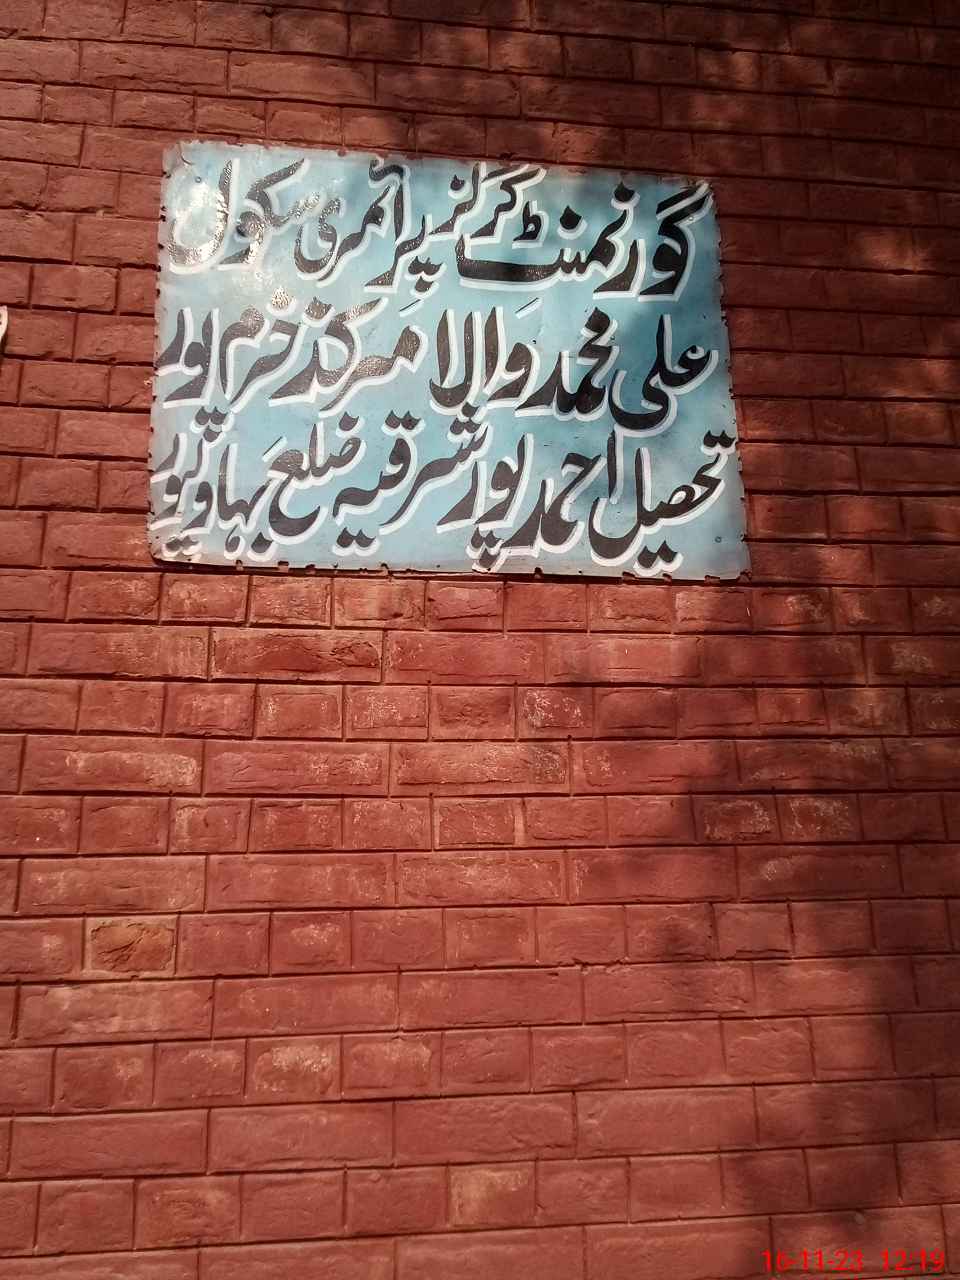 گورنمنٹ گرلز پرائمری سکول
علی محمد والا مرکز خرم پور
تحصیل احمد پور شرقیہ ضلع بہاولپور
16-11-23 12:19